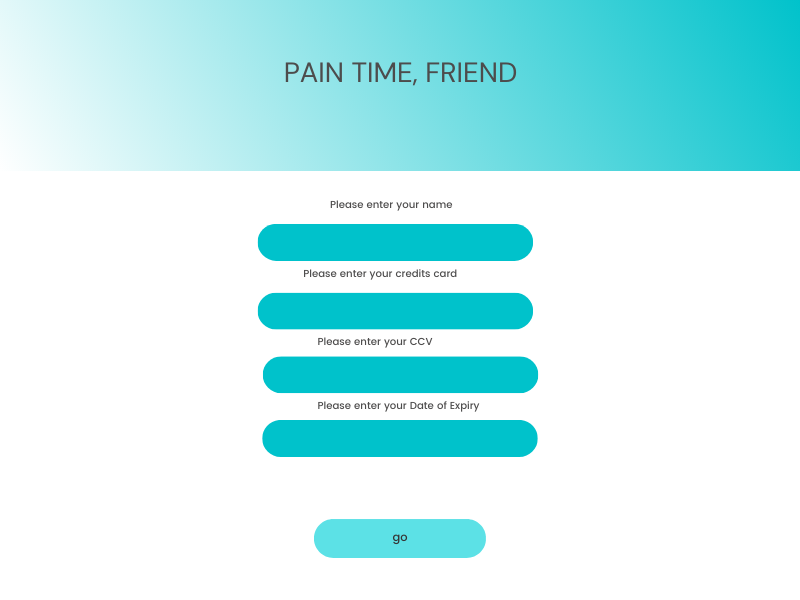 PAIN TIME, FRIEND
Please enter your name
Please enter your credits card
Please enter your CCV
Please enter your Date of Expiry
go